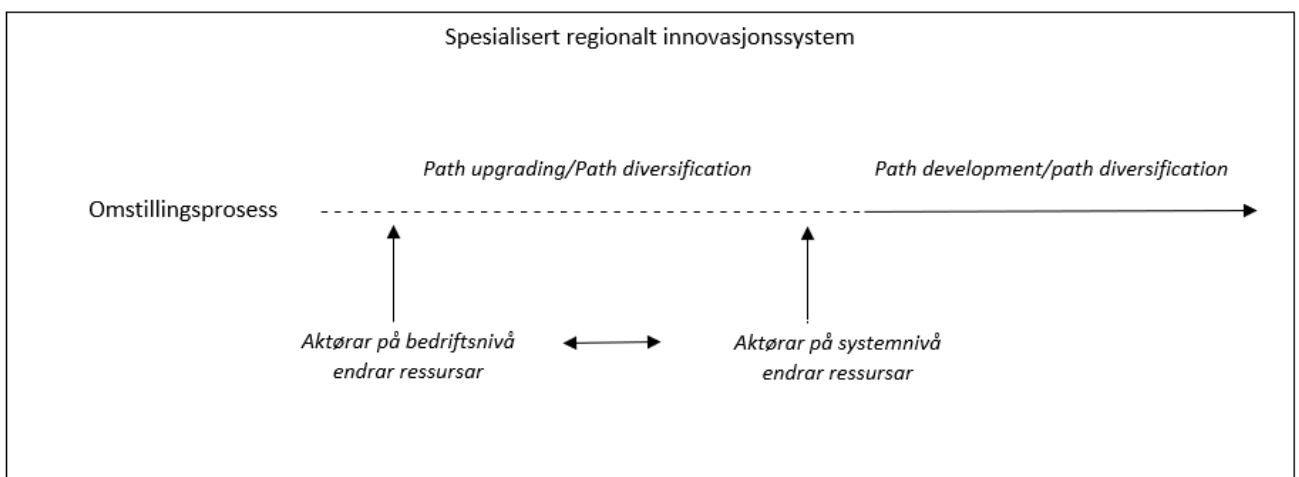 Spesialisert regionalt innovasjonssystem
Path upgrading/Path diversification
Path development/path diversification
Omstillingsprosess
Aktørar på bedriftsnivå
endrar ressursar
Aktørar på systemnivå
endrar ressursar